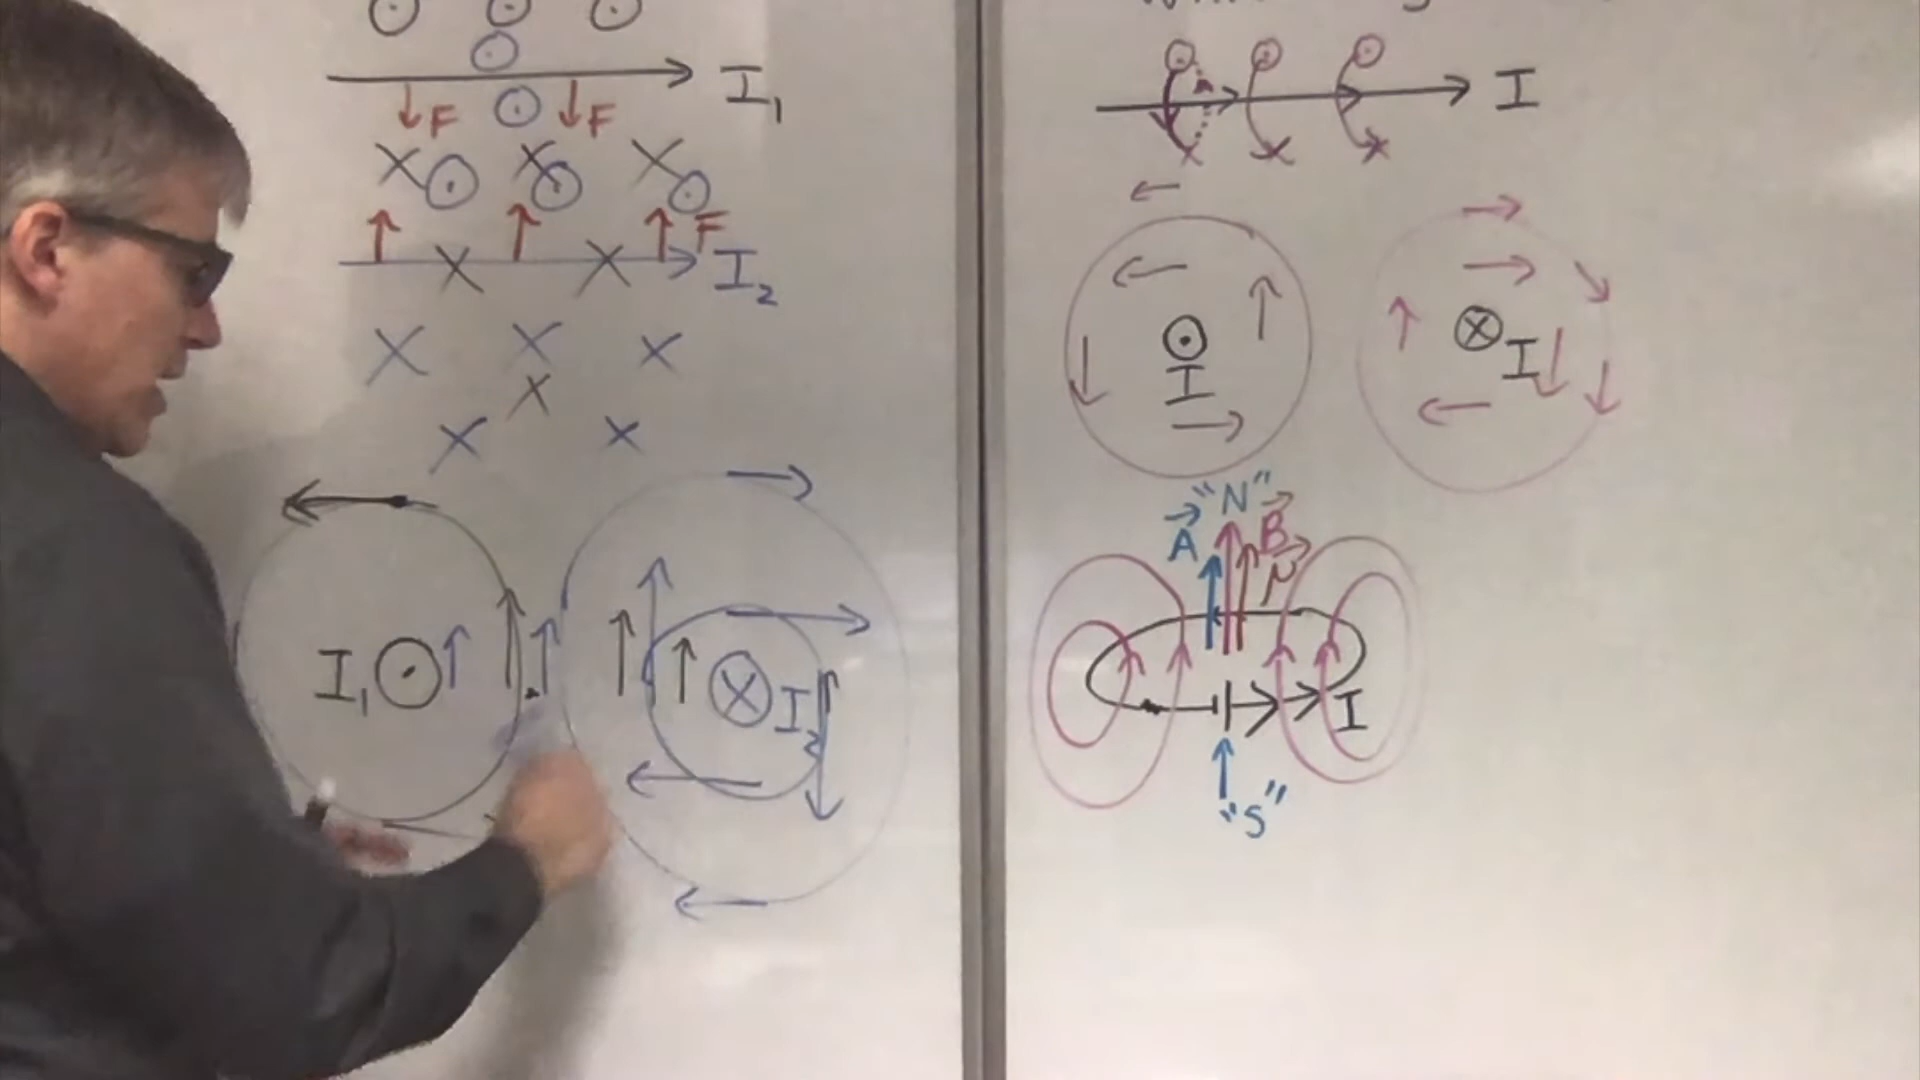 I₁
F F
F
I₂
I₁
I₂
I
I I
"N"
A B
μ
I
"S"